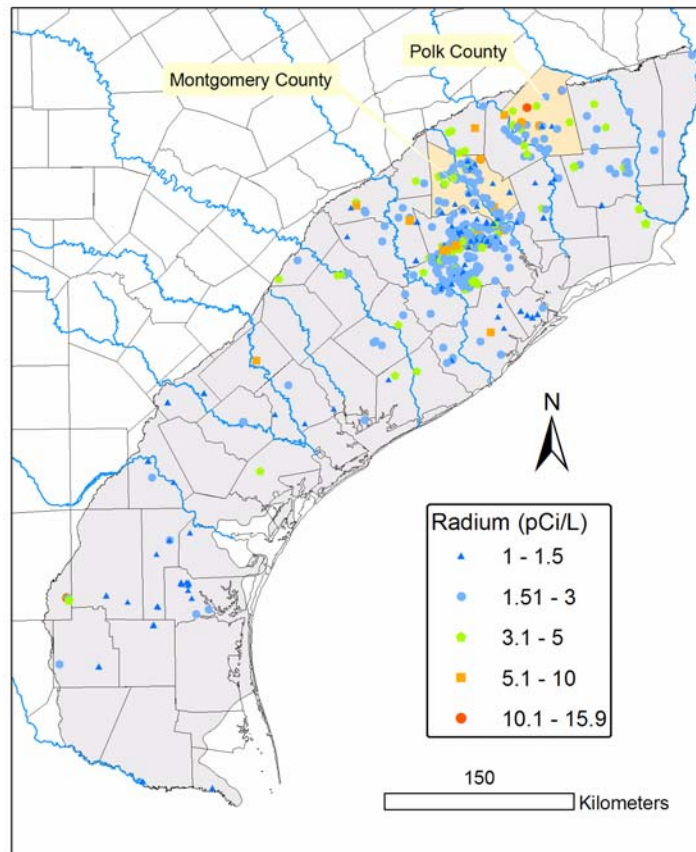 Polk County
Montgomery County
N
Radium (pCi/L)
1 - 1.5
1.51 - 3
3.1 - 5
5.1 - 10
10.1 - 15.9
150
Kilometers